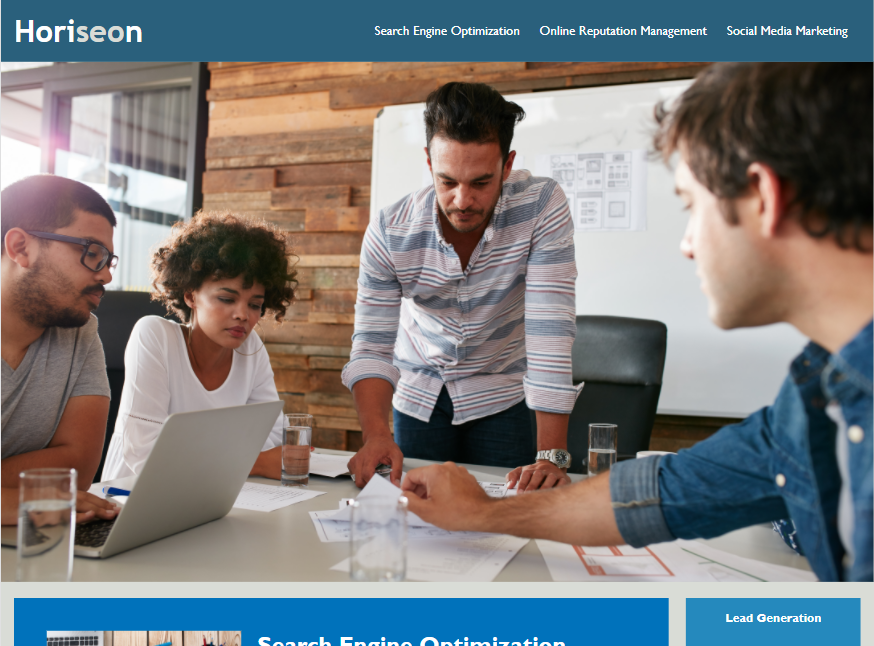 Horiseon
Search Engine Optimization Online Reputation Management Social Media Marketing
Lead Generation
Search Engine Optimization